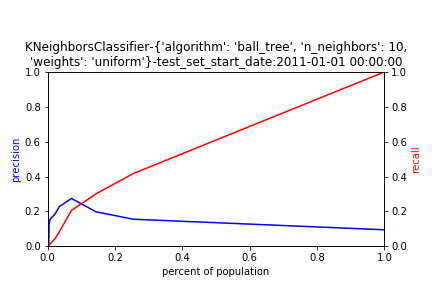 KNeighborsClassifier-{'algorithm': 'ball_tree', 'n_neighbors': 10,
'weights': 'uniform'}-test_set_start_date:2011-01-01 00:00:00
1.0 1.0
0.8 0.8
0.6 0.6
precision recall
0.4 0.4
0.2 0.2
0.0 0.0
0.0 0.2 0.4 0.6 0.8 1.0
percent of population